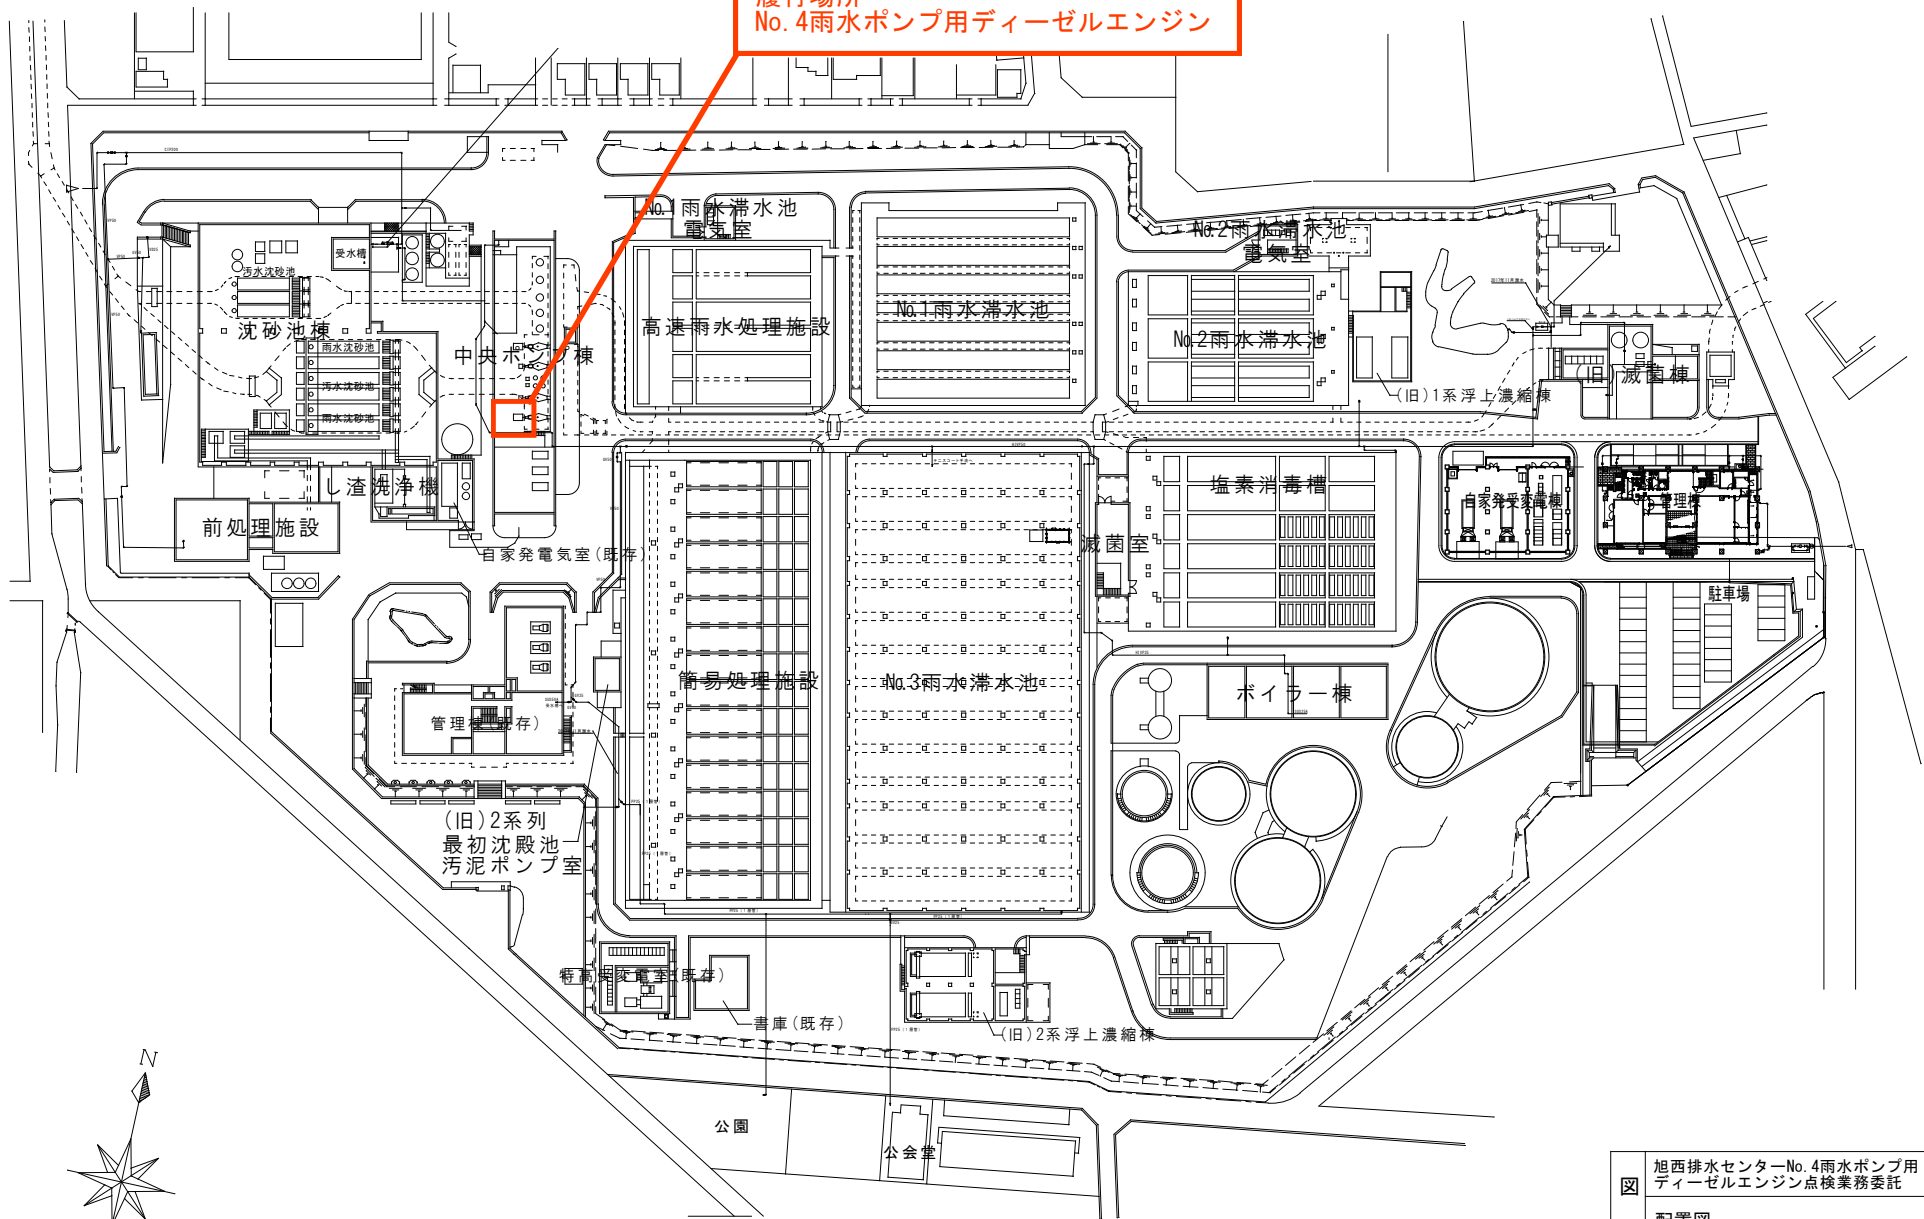 履行場所
No.4雨水ポンプ用ディーゼルエンジン
No.1雨水滞水池
電気室
No.2雨水滞水池
電気室
受水槽
汚水沈砂池
沈砂池棟
雨水沈砂池
汚水沈砂池
雨水沈砂池
中央ポンプ棟
高速雨水処理施設
No.1雨水滞水池
No.2雨水滞水池
(旧)1系浮上濃縮棟
(旧)滅菌棟
し渣洗浄機
前処理施設
自家発電気室(既存)
滅菌室
塩素消毒槽
自家発受変電棟
管理棟
駐車場
簡易処理施設
No.3雨水滞水池
ボイラー棟
管理棟(既存)
(旧)2系列
最初沈殿池
汚泥ポンプ室
特高受変電室(既存)
書庫(既存)
(旧)2系浮上濃縮棟
N
公園
公会堂
図
旭西排水センターNo.4雨水ポンプ用
ディーゼルエンジン点検業務委託
配置図